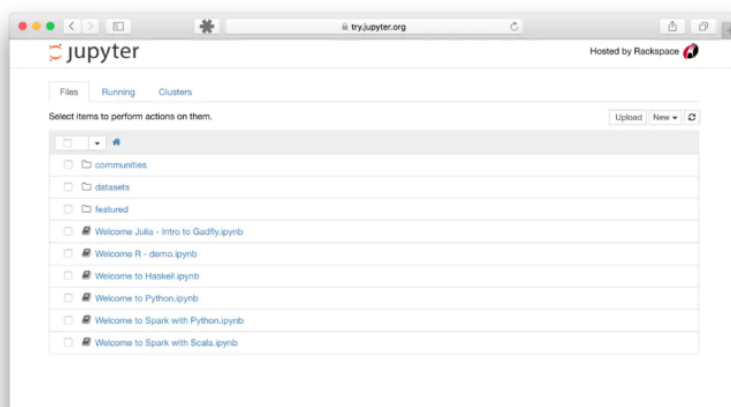 try.jupyter.org
jupyter
Hosted by Rackspace
Files Running Clusters
Select items to perform actions on them.
Upload New
communities
datasets
featured
Welcome Julia - Intro to Gadfly.ipynb
Welcome R - demo.ipynb
Welcome to Haskell.ipynb
Welcome to Python.ipynb
Welcome to Spark with Python.ipynb
Welcome to Spark with Scala.ipynb